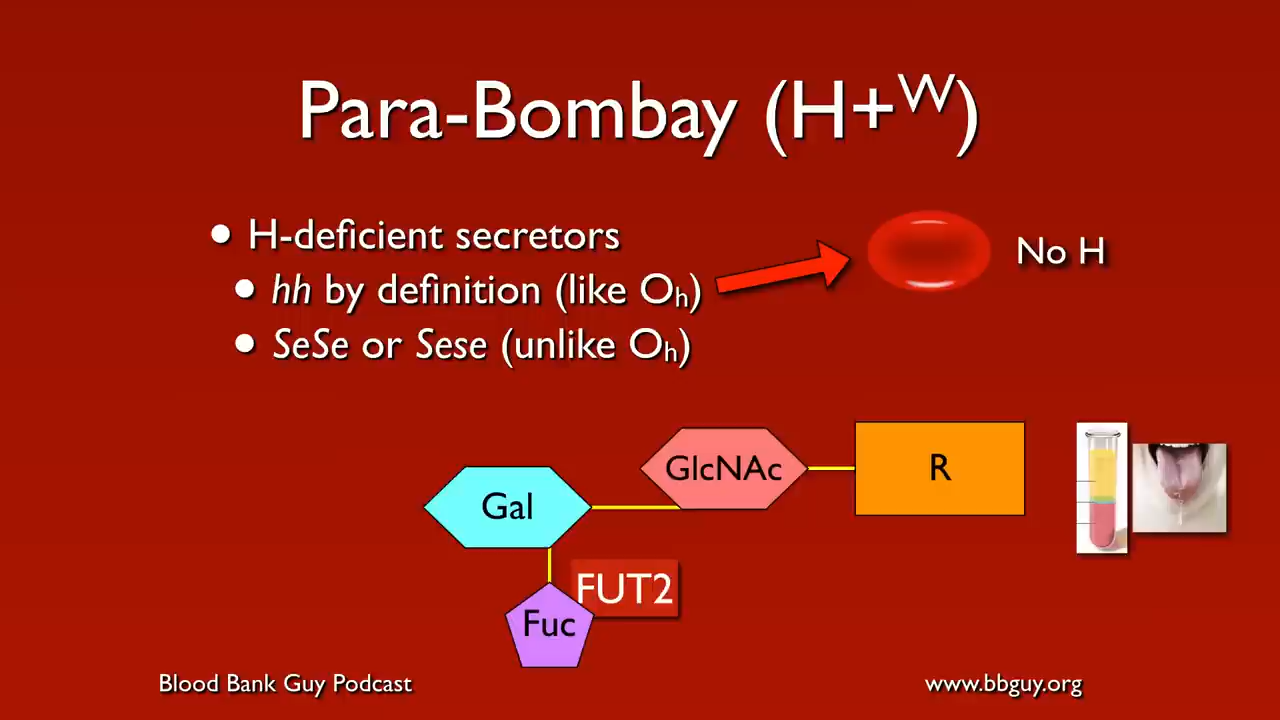 Para-Bombay (H+ᵂ)
• H-deficient secretors
• hh by definition (like Oₕ)
No H
• SeSe or Sese (unlike Oₕ)
GlcNAc
R
Gal
FUT2
Fuc
Blood Bank Guy Podcast
www.bbguy.org